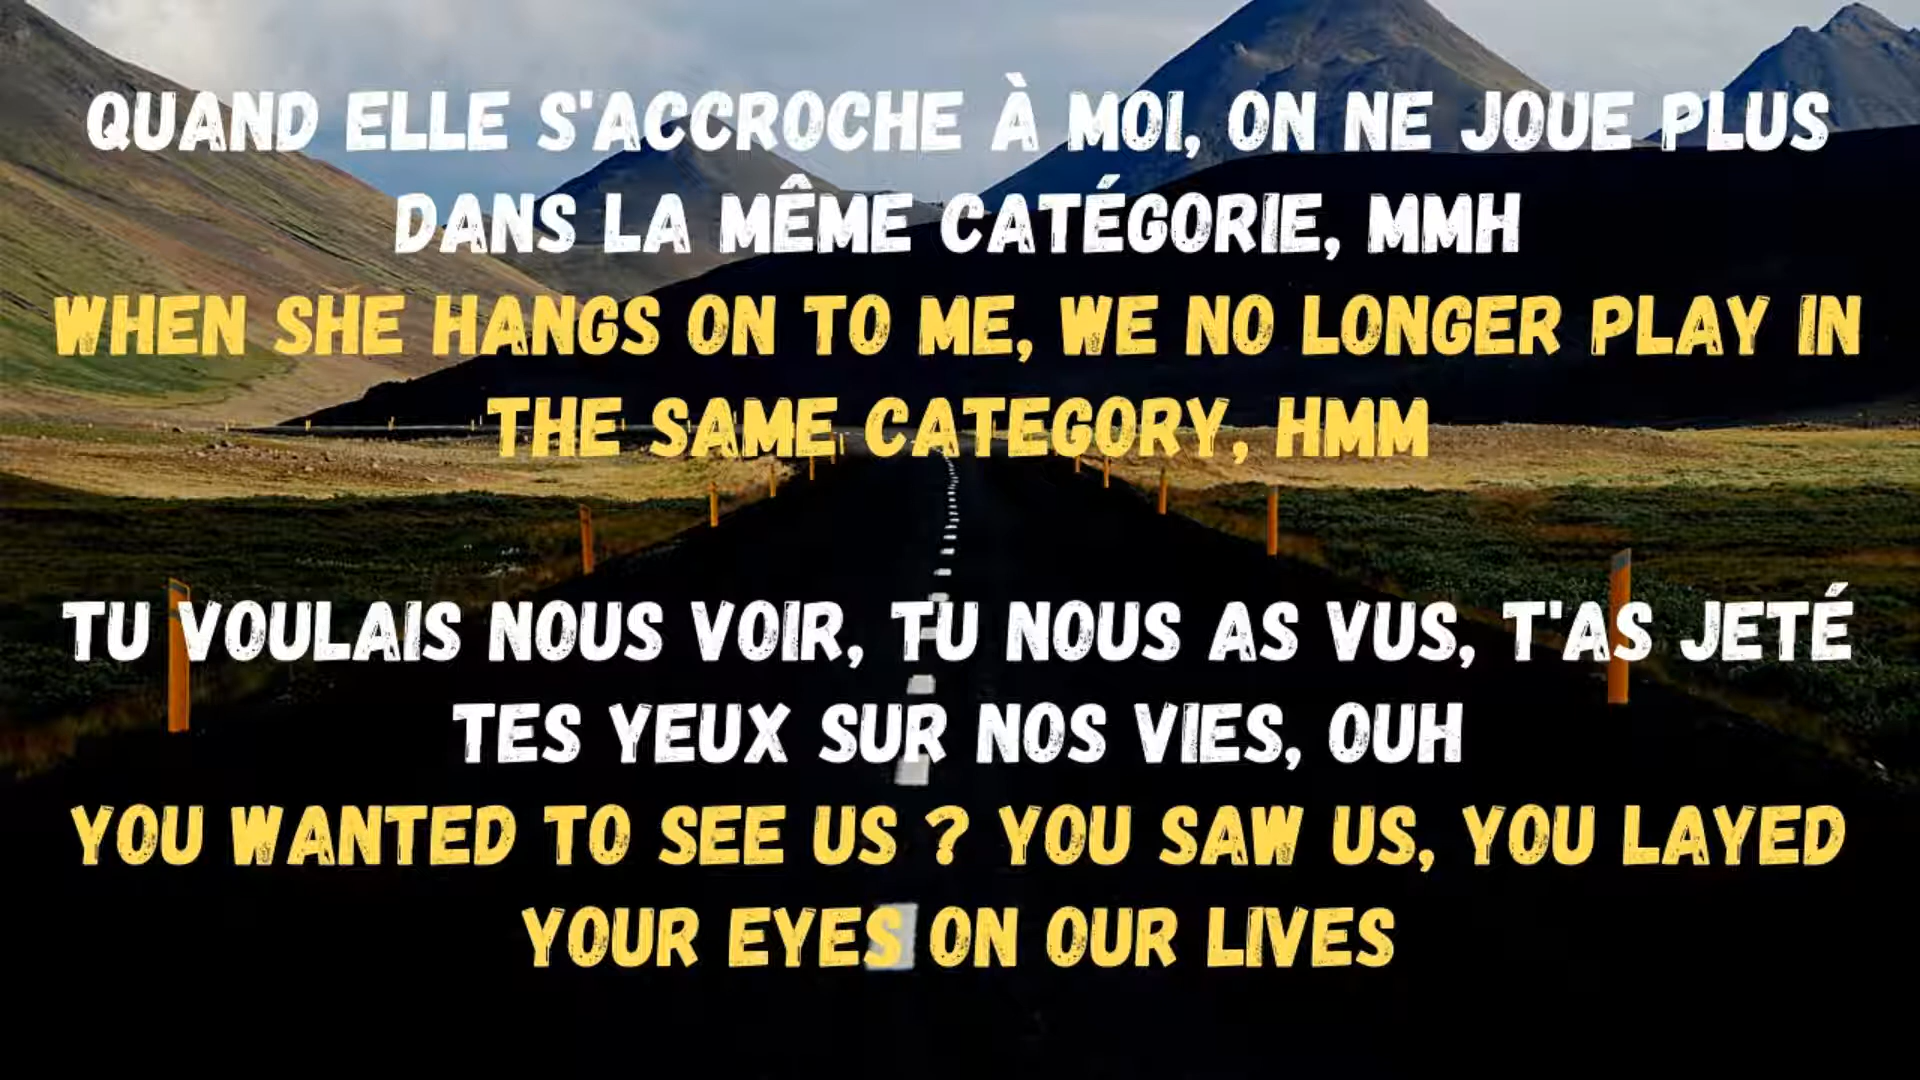 QUAND ELLE S'ACCROCHE À MOI, ON NE JOUE PLUS
DANS LA MÊME CATÉGORIE, MMH
WHEN SHE HANGS ON TO ME, WE NO LONGER PLAY IN
THE SAME CATEGORY, HMM
TU VOULAIS NOUS VOIR, TU NOUS AS VUS, T'AS JETÉ
TES YEUX SUR NOS VIES, OUH
YOU WANTED TO SEE US ? YOU SAW US, YOU LAYED
YOUR EYES ON OUR LIVES